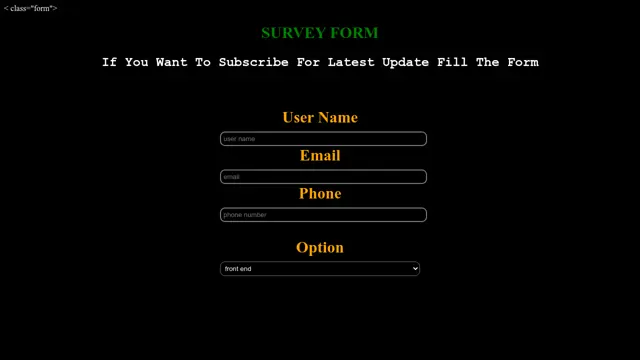 < class="form">
SURVEY FORM
If You Want To Subscribe For Latest Update Fill The Form
User Name
user name
Email
email
Phone
phone number
Option
front end